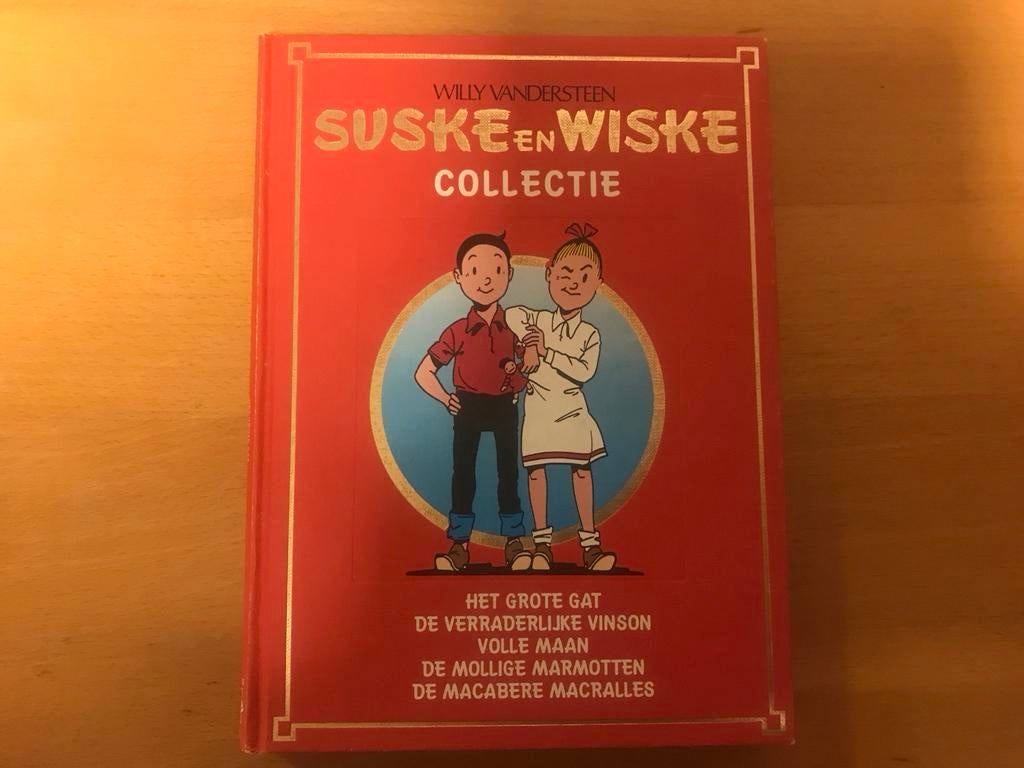 WILLY VANDERSTEEN
SUSKE EN WISKE
COLLECTIE
HET GROTE GAT
DE VERRADERLIJKE VINSON
VOLLE MAAN
DE MOLLIGE MARMOTTEN
DE MACABERE MACRALLES